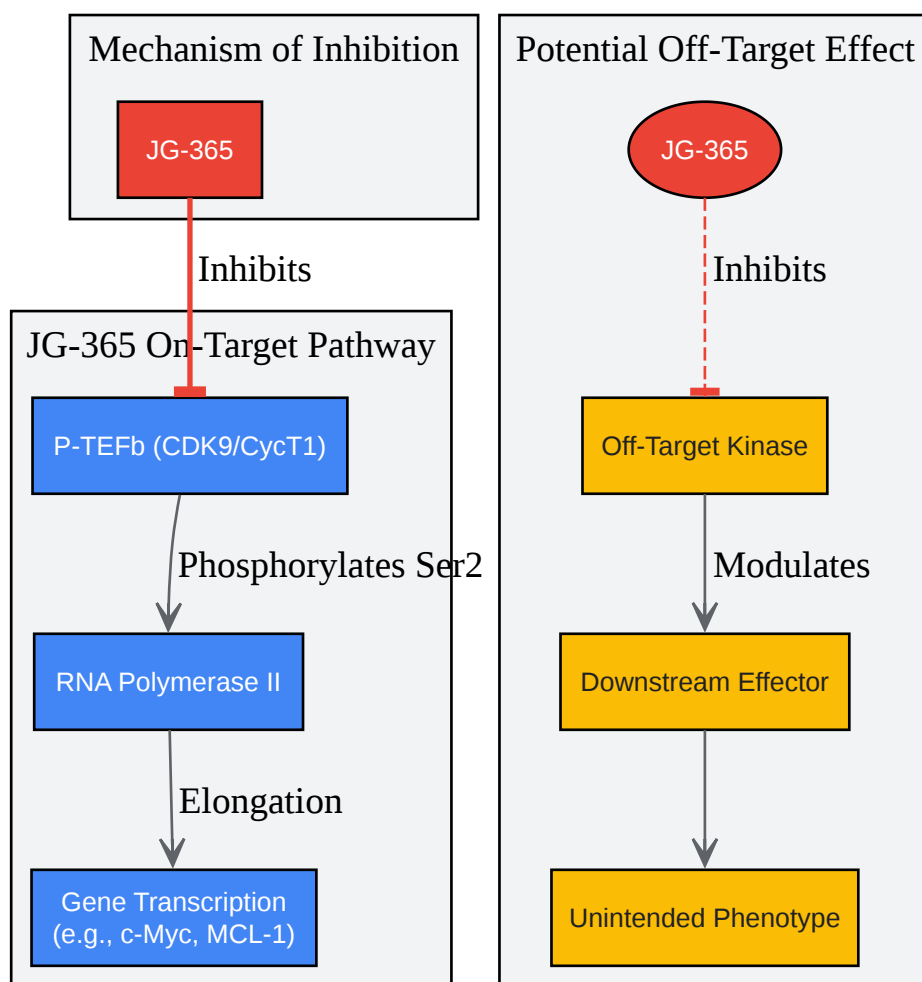 Mechanism of Inhibition
JG-365
Inhibits
JG-365 On-Target Pathway
P-TEFb (CDK9/CycT1)
Phosphorylates Ser2
RNA Polymerase II
Elongation
Gene Transcription
(e.g., c-Myc, MCL-1)
Potential Off-Target Effect
JG-365
Inhibits
Off-Target Kinase
Modulates
Downstream Effector
Unintended Phenotype